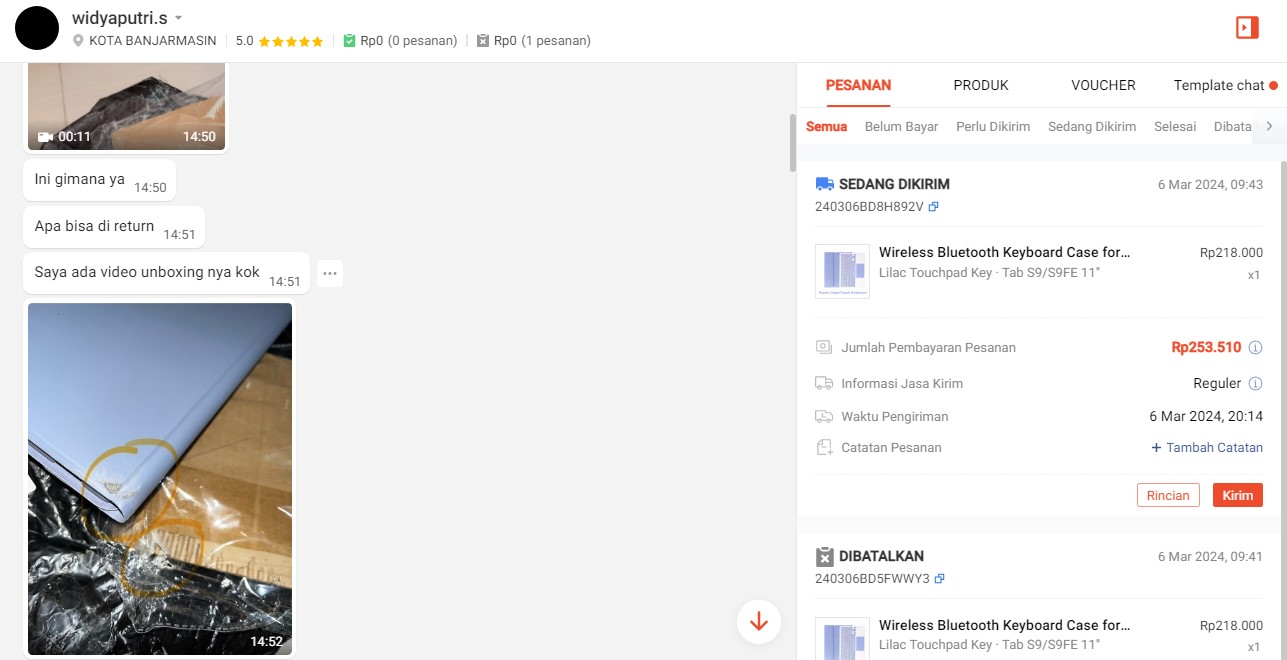 widyaputri.s
KOTA BANJARMASIN 5.0 Rp0 (0 pesanan) Rp0 (1 pesanan)
00:11 14:50
Ini gimana ya 14:50
Apa bisa di return 14:51
Saya ada video unboxing nya kok 14:51
14:52
PESANAN PRODUK VOUCHER Template chat
Semua Belum Bayar Perlu Dikirim Sedang Dikirim Selesai Dibata
SEDANG DIKIRIM 6 Mar 2024, 09:43
240306BD8H892V
Wireless Bluetooth Keyboard Case for... Rp218.000
Lilac Touchpad Key · Tab S9/S9FE 11" x1
Jumlah Pembayaran Pesanan Rp253.510
Informasi Jasa Kirim Reguler
Waktu Pengiriman 6 Mar 2024, 20:14
Catatan Pesanan + Tambah Catatan
Rincian Kirim
DIBATALKAN 6 Mar 2024, 09:41
240306BD5FWWY3
Wireless Bluetooth Keyboard Case for... Rp218.000
Lilac Touchpad Key · Tab S9/S9FE 11" x1